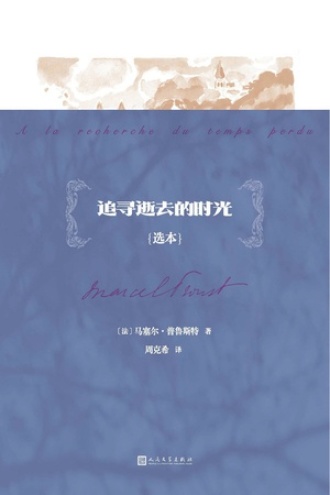 A la recherche du temps perdu
追寻逝去的时光
{选本}
Marcel Proust
〔法〕马塞尔·普鲁斯特 著
周克希 译
人民文学出版社